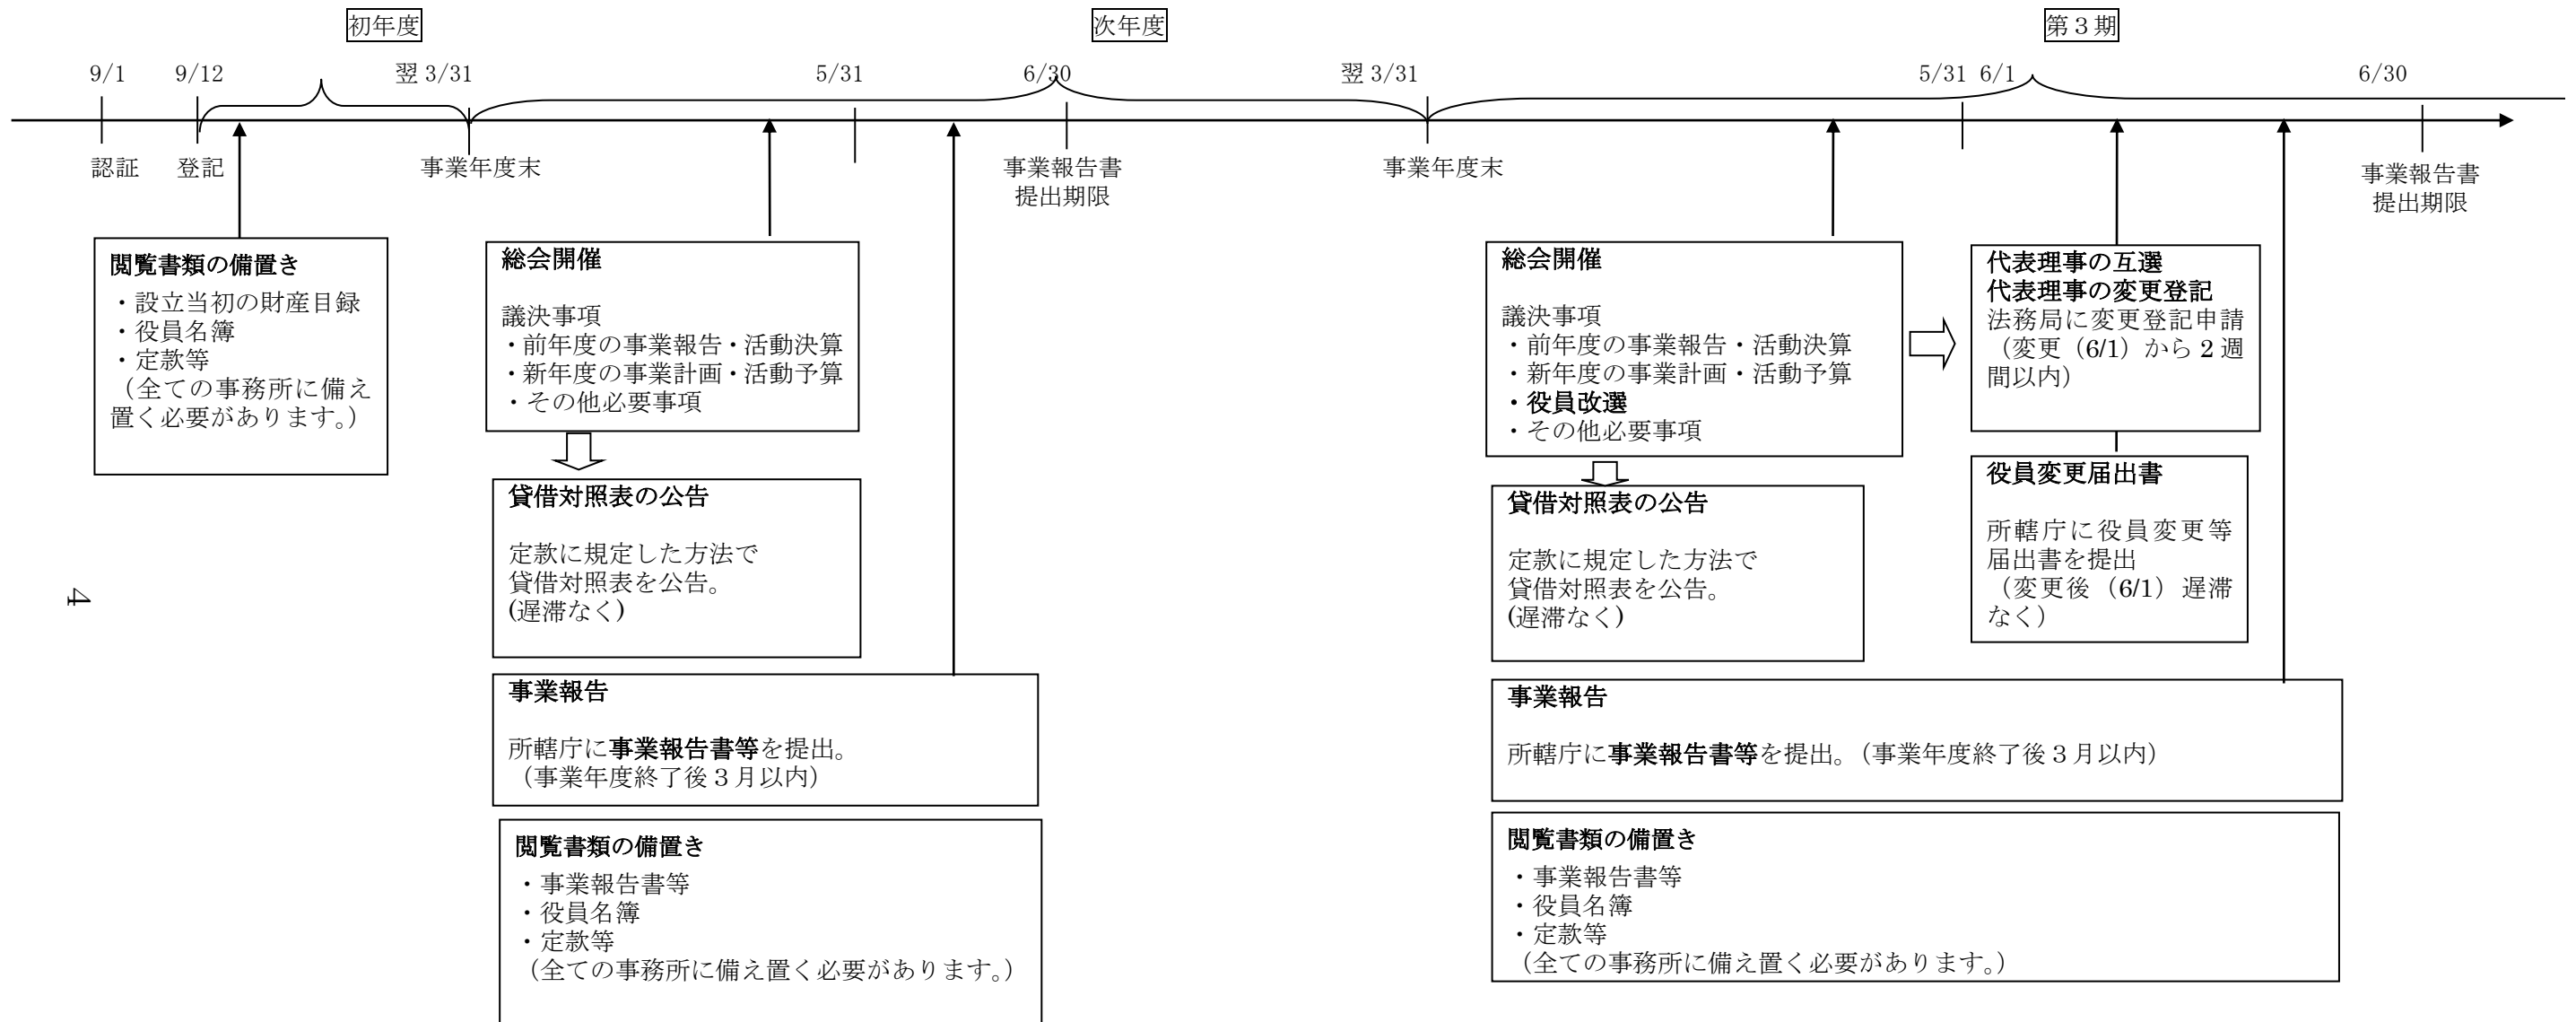 初年度
次年度
第３期
9/1
9/12
翌 3/31
5/31
6/30
翌 3/31
5/31
6/1
6/30
認証
登記
事業年度末
事業報告書
提出期限
事業年度末
事業報告書
提出期限
閲覧書類の備置き
・設立当初の財産目録
・役員名簿
・定款等
（全ての事務所に備え
置く必要があります。）
総会開催
議決事項
・前年度の事業報告・活動決算
・新年度の事業計画・活動予算
・その他必要事項
貸借対照表の公告
定款に規定した方法で
貸借対照表を公告。
(遅滞なく)
事業報告
所轄庁に事業報告書等を提出。
（事業年度終了後３月以内）
閲覧書類の備置き
・事業報告書等
・役員名簿
・定款等
（全ての事務所に備え置く必要があります。）
総会開催
議決事項
・前年度の事業報告・活動決算
・新年度の事業計画・活動予算
・役員改選
・その他必要事項
代表理事の互選
代表理事の変更登記
法務局に変更登記申請
（変更（6/1）から 2 週
間以内）
貸借対照表の公告
定款に規定した方法で
貸借対照表を公告。
(遅滞なく)
役員変更届出書
所轄庁に役員変更等
届出書を提出
（変更後（6/1）遅滞
なく）
事業報告
所轄庁に事業報告書等を提出。（事業年度終了後３月以内）
閲覧書類の備置き
・事業報告書等
・役員名簿
・定款等
（全ての事務所に備え置く必要があります。）
4